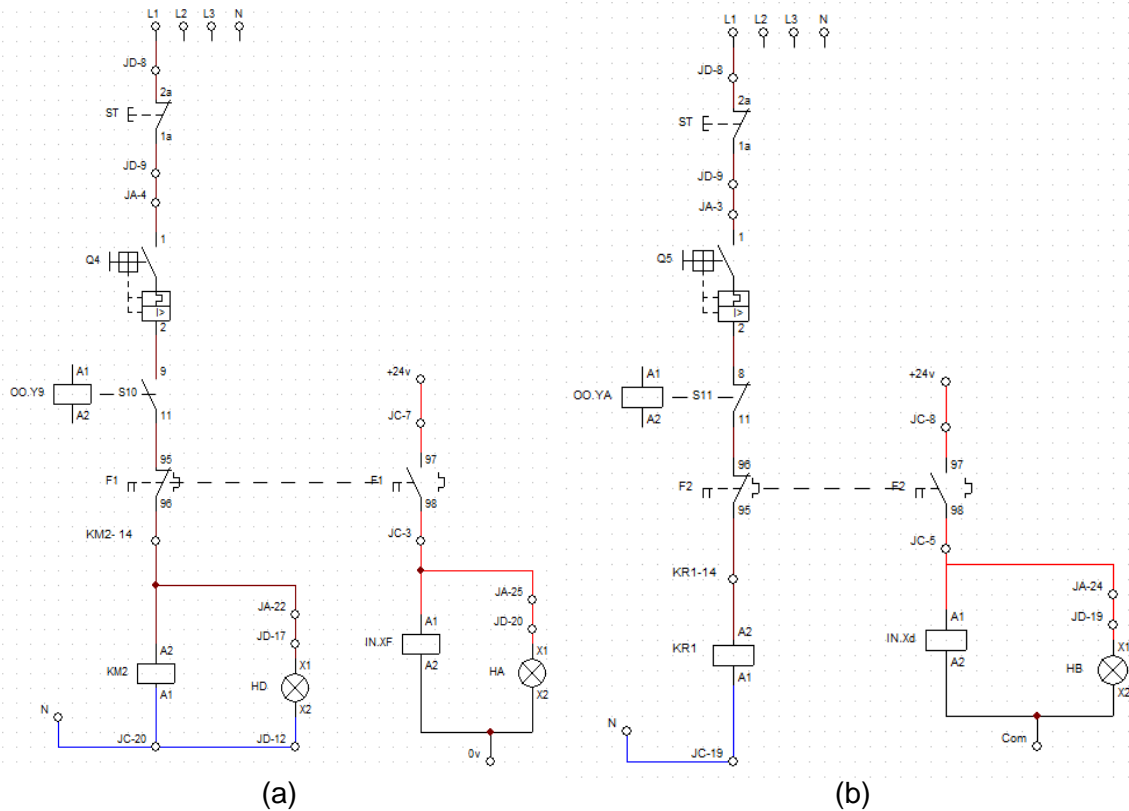 L1 L2 L3 N
JD-8
2a
ST
1a
JD-9
JA-4
1
Q4
I>
2
9
A1
OO.Y9
S10
A2
11
95
F1
96
KM2- 14
JA-22
JD-17
A2
X1
KM2
HD
A1
X2
N
JC-20
JD-12
+24v
JC-7
97
F1
98
JC-3
JA-25
A1
JD-20
IN.XF
X1
A2
HA
X2
0v
(a)
L1 L2 L3 N
JD-8
2a
ST
1a
JD-9
JA-3
1
Q5
I>
2
8
A1
OO.YA
S11
A2
11
96
F2
95
KR1-14
A2
KR1
A1
N
JC-19
+24v
JC-8
97
F2
98
JC-5
JA-24
A1
JD-19
IN.Xd
X1
A2
HB
X2
Com
(b)